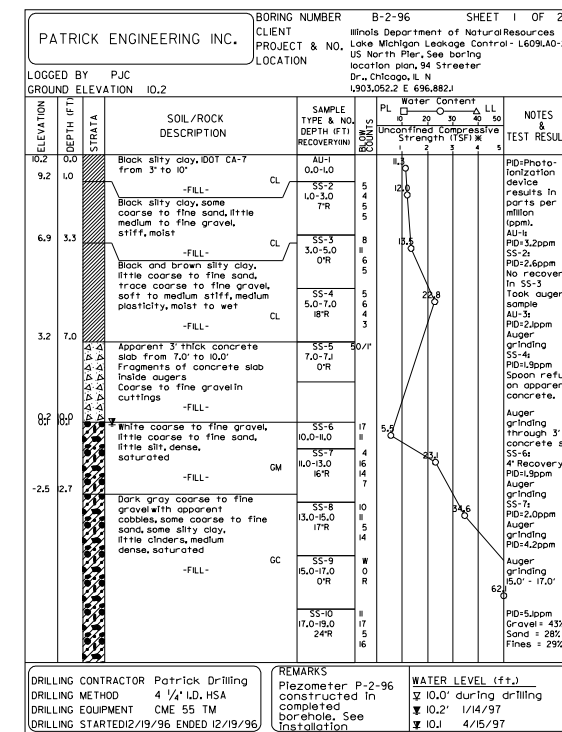 PATRICK ENGINEERING INC.
BORING NUMBER B-2-96 SHEET 1 OF 2
CLIENT Illinois Department of Natural Resources
PROJECT & NO. Lake Michigan Leakage Control - L6091.A0-
LOCATION US North Pier, See boring
location plan, 94 Streeter
Dr., Chicago, IL N
1,903,052.2 E 696,882.1
LOGGED BY PJC
GROUND ELEVATION 10.2
ELEVATION
DEPTH (FT)
STRATA
SOIL/ROCK
DESCRIPTION
SAMPLE
TYPE & NO.
DEPTH (FT)
RECOVERY(IN)
BLOW
COUNTS
Water Content
PL LL
10 20 30 40 50
Unconfined Compressive
Strength (TSF) ж
1 2 3 4 5
NOTES
&
TEST RESUL
10.2 0.0
9.2 1.0
6.9 3.3
3.2 7.0
0.2 10.0
0.1 10.1
-2.5 12.7
Black silty clay, IDOT CA-7
from 3" to 10"
CL
-FILL-
Black silty clay, some
coarse to fine sand, little
medium to fine gravel,
stiff, moist
CL
-FILL-
Black and brown silty clay,
little coarse to fine sand,
trace coarse to fine gravel,
soft to medium stiff, medium
plasticity, moist to wet
CL
-FILL-
Apparent 3' thick concrete
slab from 7.0' to 10.0'
Fragments of concrete slab
inside augers
Coarse to fine gravel in
cuttings
-FILL-
White coarse to fine gravel,
little coarse to fine sand,
little silt, dense,
saturated
GM
-FILL-
Dark gray coarse to fine
gravel with apparent
cobbles, some coarse to fine
sand, some silty clay,
little cinders, medium
dense, saturated
GC
-FILL-
AU-1
0.0-1.0
SS-2
1.0-3.0
7"R
5
4
5
5
SS-3
3.0-5.0
0"R
8
11
6
5
SS-4
5.0-7.0
18"R
5
6
4
3
SS-5
7.0-7.1
0"R
50/1"
SS-6
10.0-11.0
17
11
SS-7
11.0-13.0
16"R
4
16
14
7
SS-8
13.0-15.0
17"R
10
11
5
14
SS-9
15.0-17.0
0"R
W
O
R
SS-10
17.0-19.0
24"R
11
17
5
16
11.3
12.0
13.5
22.8
5.5
23.1
34.6
62.1
PID=Photo-
ionization
device
results in
parts per
million
(ppm).
AU-1:
PID=3.2ppm
SS-2:
PID=2.6ppm
No recover
in SS-3
Took auger
sample
AU-3:
PID=2.1ppm
Auger
grinding
SS-4:
PID=1.9ppm
Spoon refu
on apparen
concrete.
Auger
grinding
through 3'
concrete s
SS-6:
4" Recovery
PID=1.9ppm
Auger
grinding
SS-7:
PID=2.0ppm
Auger
grinding
PID=4.2ppm
Auger
grinding
15.0' - 17.0'
PID=5.1ppm
Gravel = 43%
Sand = 28%
Fines = 29%
DRILLING CONTRACTOR Patrick Drilling
DRILLING METHOD 4 1/4" I.D. HSA
DRILLING EQUIPMENT CME 55 TM
DRILLING STARTED 12/19/96 ENDED 12/19/96
REMARKS
Piezometer P-2-96
constructed in
completed
borehole. See
installation
WATER LEVEL (ft.)
10.0' during drilling
10.2' 1/14/97
10.1 4/15/97